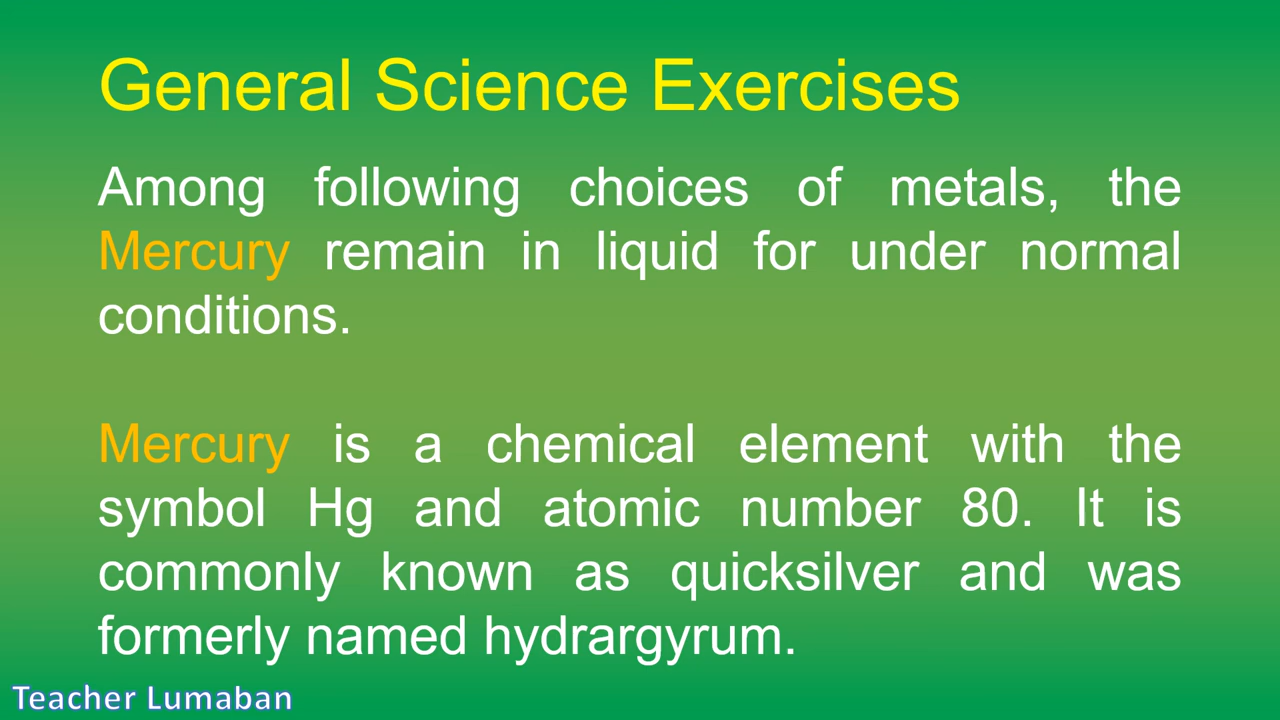 General Science Exercises
Among following choices of metals, the
Mercury remain in liquid for under normal
conditions.
Mercury is a chemical element with the
symbol Hg and atomic number 80. It is
commonly known as quicksilver and was
formerly named hydrargyrum.
Teacher Lumaban